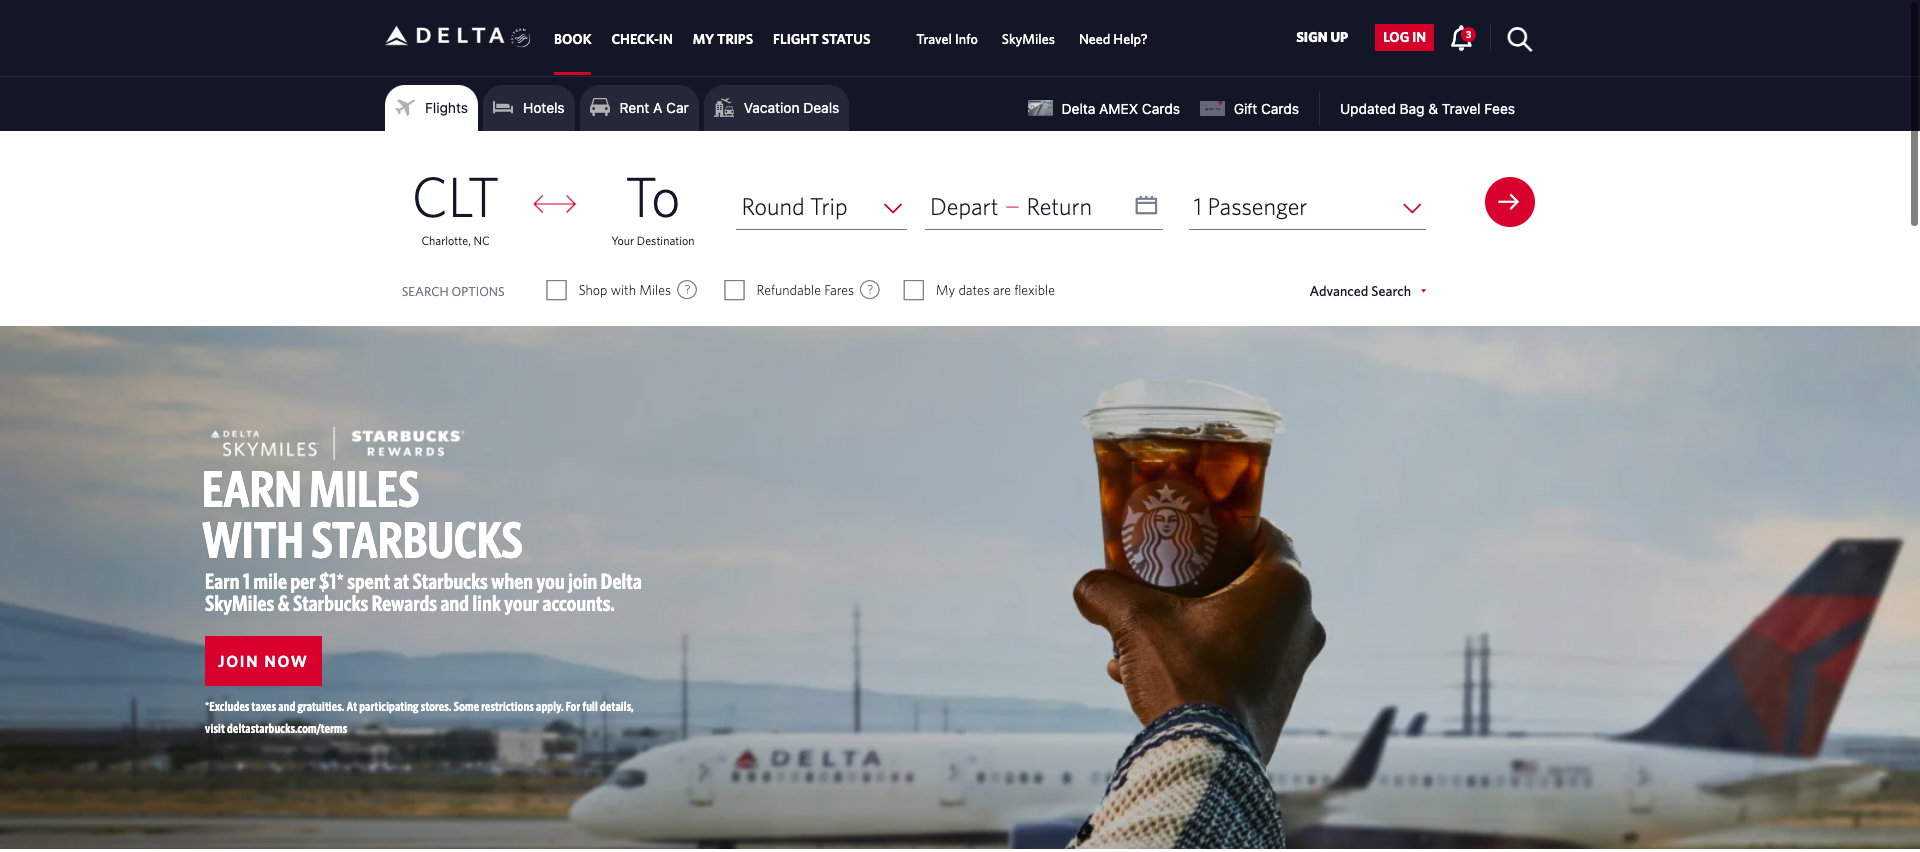 DELTA
BOOK
CHECK-IN
MY TRIPS
FLIGHT STATUS
Travel Info
SkyMiles
Need Help?
SIGN UP
LOG IN
3
Flights
Hotels
Rent A Car
Vacation Deals
Delta AMEX Cards
Gift Cards
Updated Bag & Travel Fees
CLT
Charlotte, NC
To
Your Destination
Round Trip
Depart – Return
1 Passenger
SEARCH OPTIONS
Shop with Miles ?
Refundable Fares ?
My dates are flexible
Advanced Search
DELTA
SKYMILES
STARBUCKS®
REWARDS
EARN MILES
WITH STARBUCKS
Earn 1 mile per $1* spent at Starbucks when you join Delta
SkyMiles & Starbucks Rewards and link your accounts.
JOIN NOW
*Excludes taxes and gratuities. At participating stores. Some restrictions apply. For full details,
visit deltastarbucks.com/terms
DELTA